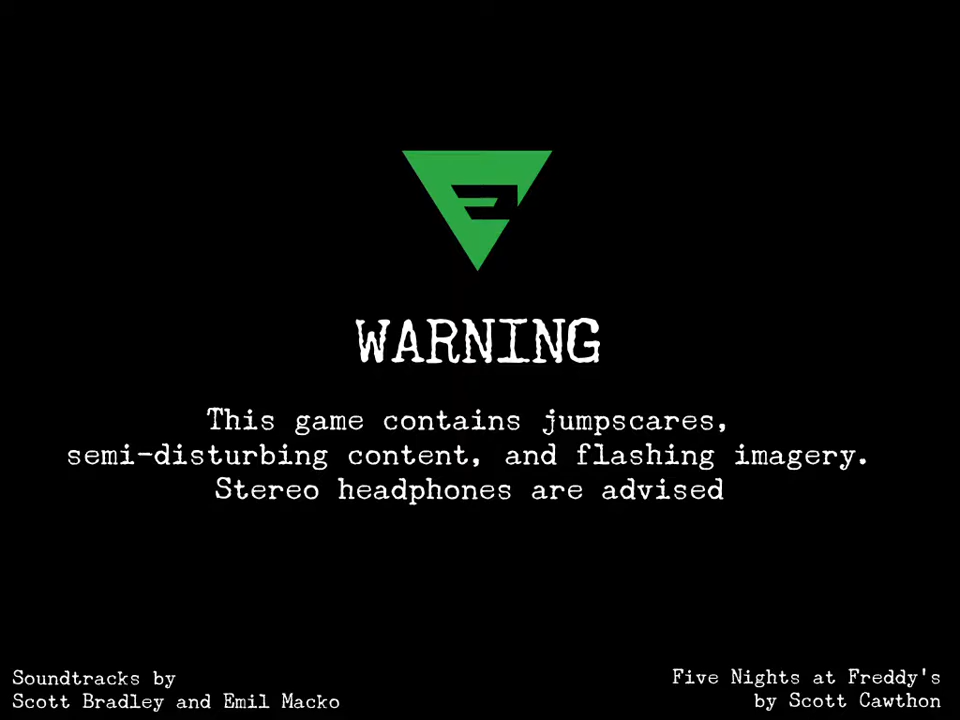 WARNING
This game contains jumpscares,
semi-disturbing content, and flashing imagery.
Stereo headphones are advised
Soundtracks by
Scott Bradley and Emil Macko
Five Nights at Freddy's
by Scott Cawthon